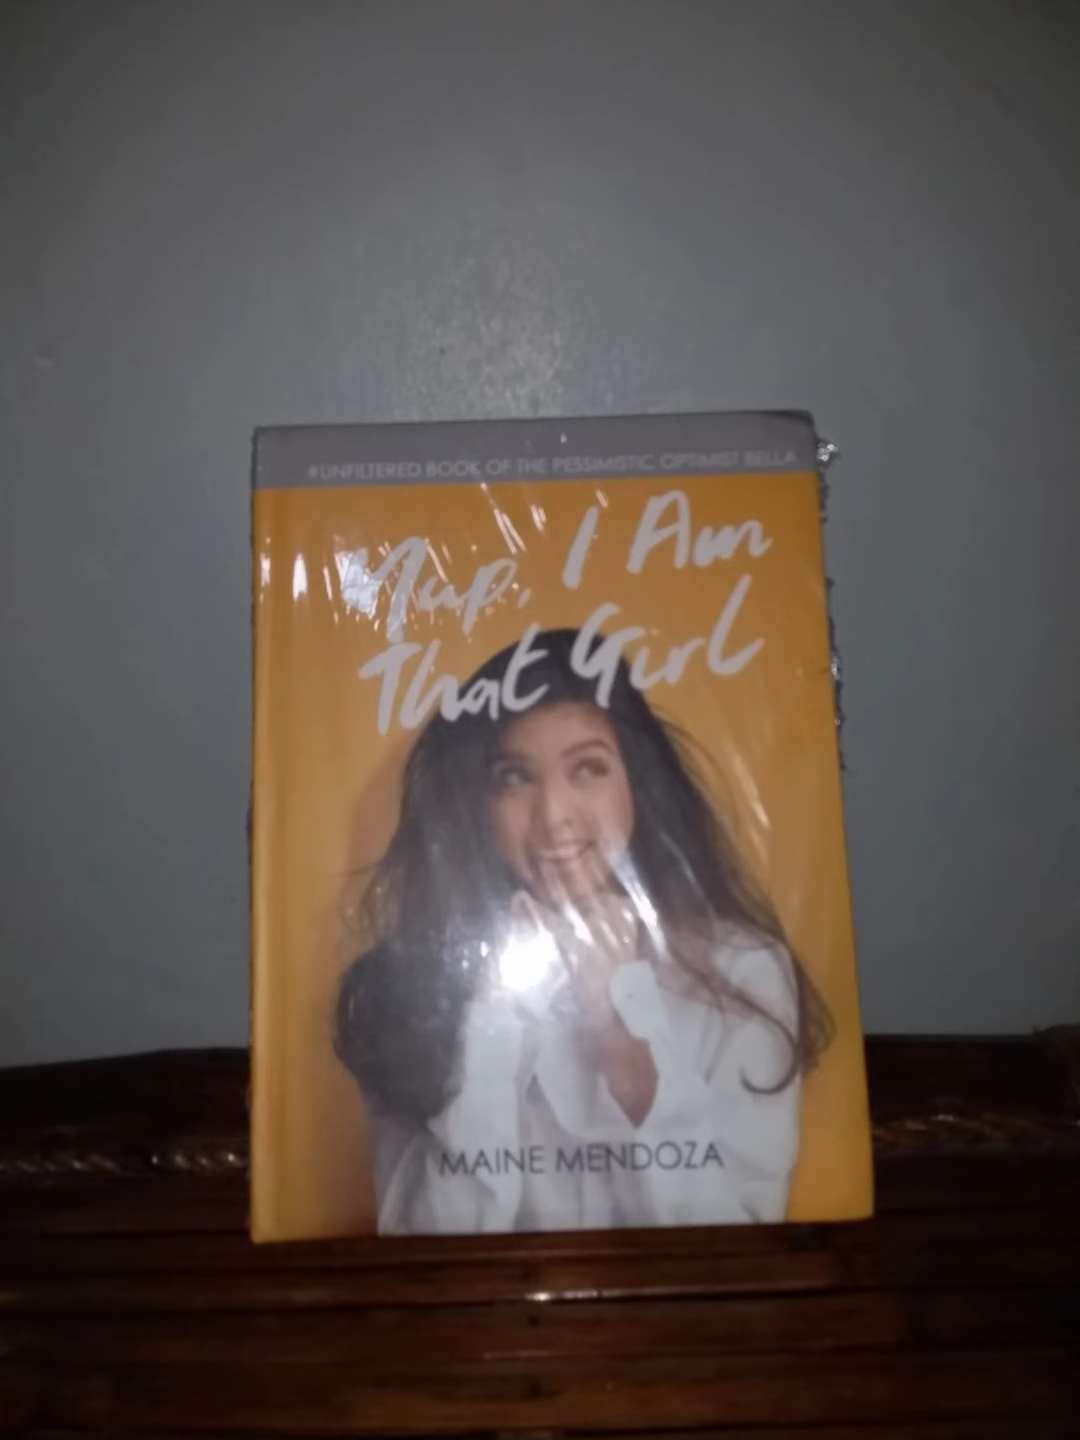 #UNFILTERED BOOK OF THE PESSIMISTIC OPTIMIST BELLA
Yup, I Am
That Girl
MAINE MENDOZA